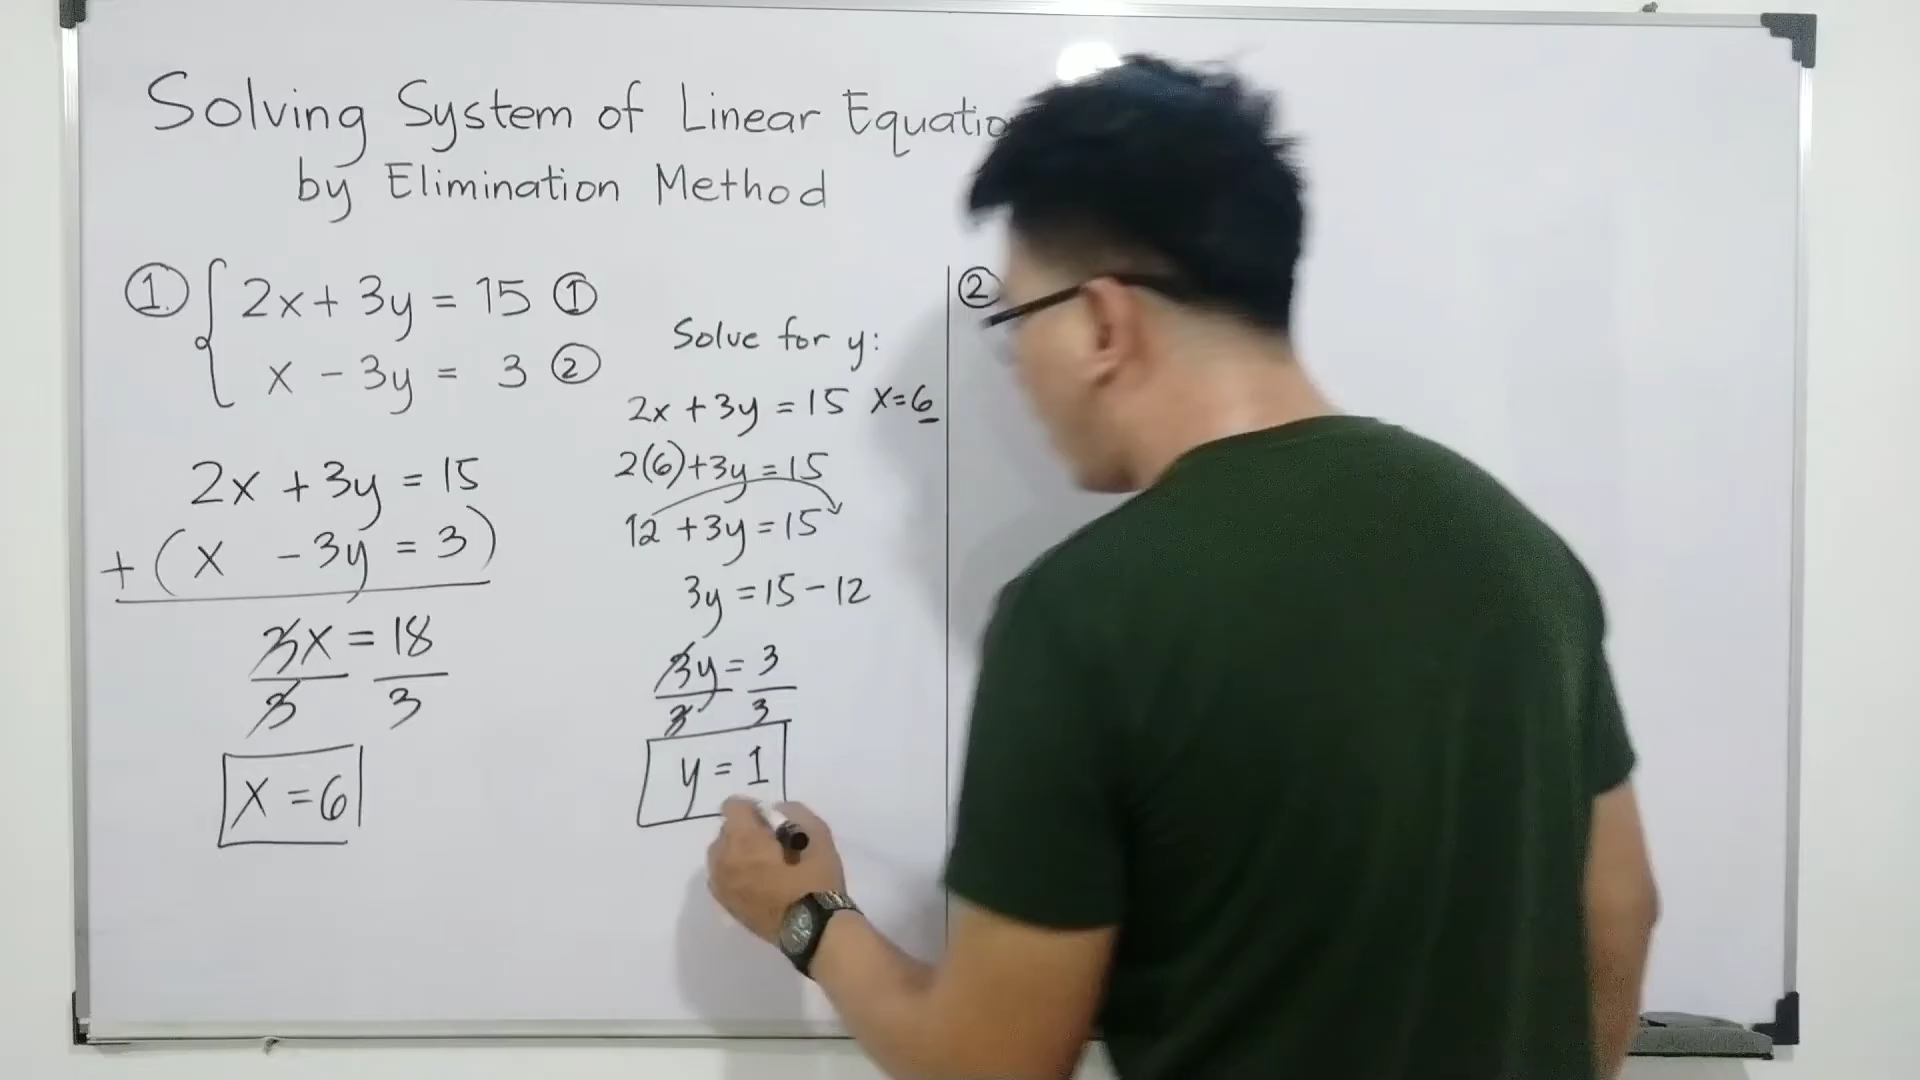 Solving System of Linear Equatio
by Elimination Method
① { 2x + 3y = 15 ①
x - 3y = 3 ②
2x + 3y = 15
+ (x - 3y = 3)
3x = 18
3 3
x = 6
Solve for y:
2x + 3y = 15 x = 6
2(6) + 3y = 15
12 + 3y = 15
3y = 15 - 12
3y = 3
3 3
y = 1
②